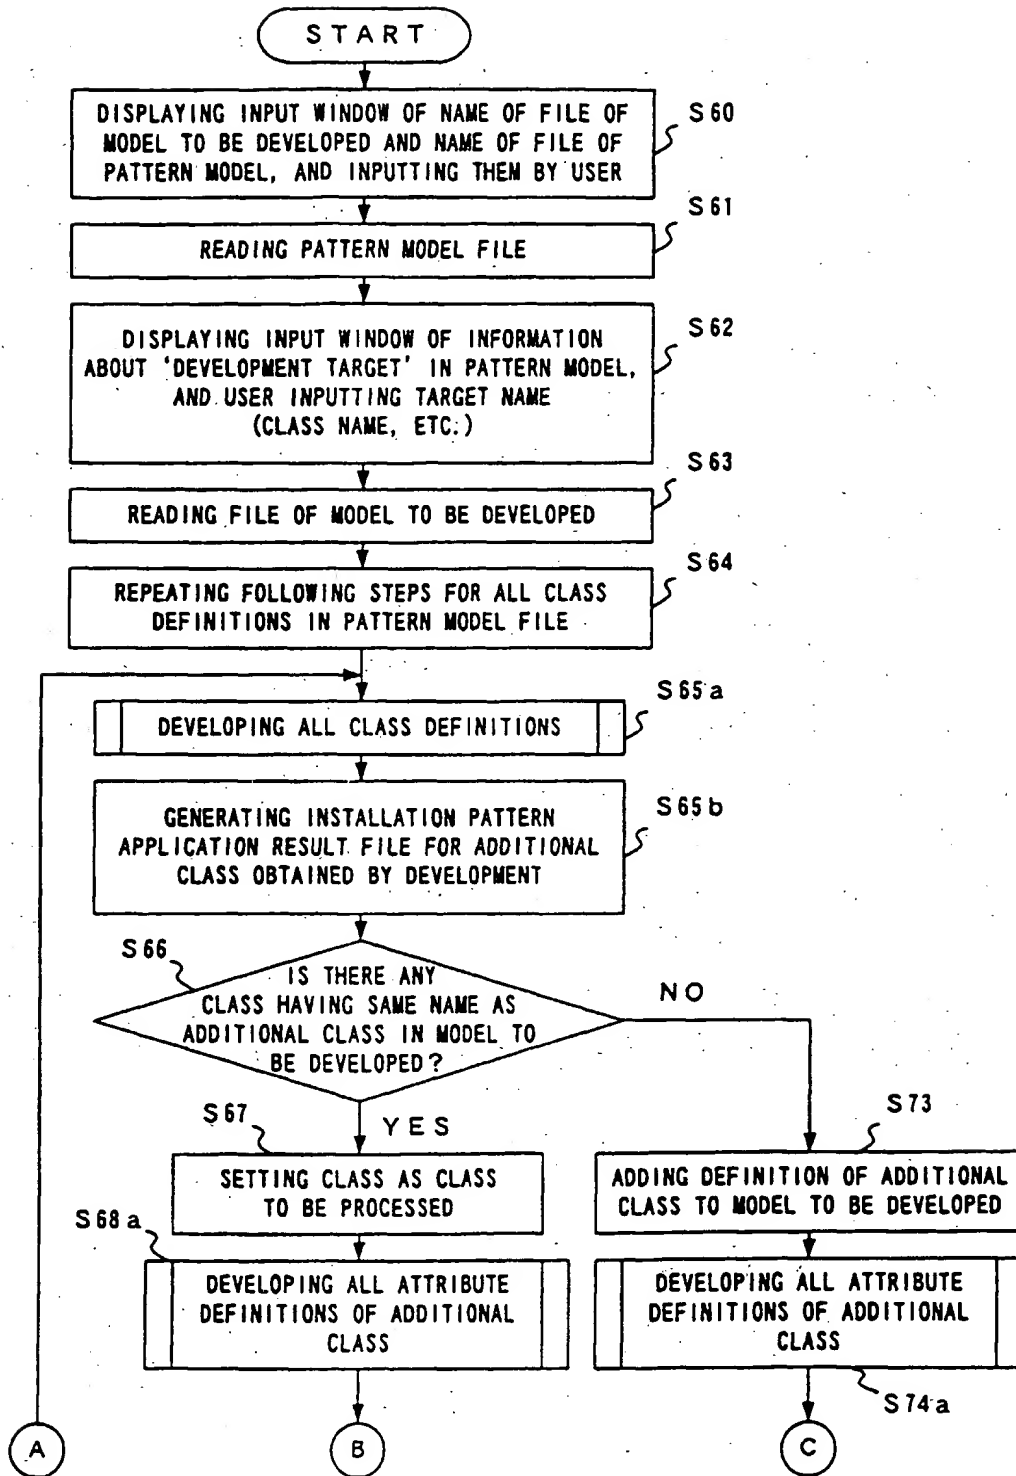 START
DISPLAYING INPUT WINDOW OF NAME OF FILE OF
MODEL TO BE DEVELOPED AND NAME OF FILE OF
PATTERN MODEL, AND INPUTTING THEM BY USER
S60
S61
READING PATTERN MODEL FILE
S62
DISPLAYING INPUT WINDOW OF INFORMATION
ABOUT 'DEVELOPMENT TARGET' IN PATTERN MODEL,
AND USER INPUTTING TARGET NAME
(CLASS NAME, ETC.)
S63
READING FILE OF MODEL TO BE DEVELOPED
S64
REPEATING FOLLOWING STEPS FOR ALL CLASS
DEFINITIONS IN PATTERN MODEL FILE
S65a
DEVELOPING ALL CLASS DEFINITIONS
S65b
GENERATING INSTALLATION PATTERN
APPLICATION RESULT FILE FOR ADDITIONAL
CLASS OBTAINED BY DEVELOPMENT
S66
IS THERE ANY
CLASS HAVING SAME NAME AS
ADDITIONAL CLASS IN MODEL TO
BE DEVELOPED?
NO
S67
YES
S73
SETTING CLASS AS CLASS
TO BE PROCESSED
ADDING DEFINITION OF ADDITIONAL
CLASS TO MODEL TO BE DEVELOPED
S68a
DEVELOPING ALL ATTRIBUTE
DEFINITIONS OF ADDITIONAL
CLASS
DEVELOPING ALL ATTRIBUTE
DEFINITIONS OF ADDITIONAL
CLASS
S74a
A
B
C